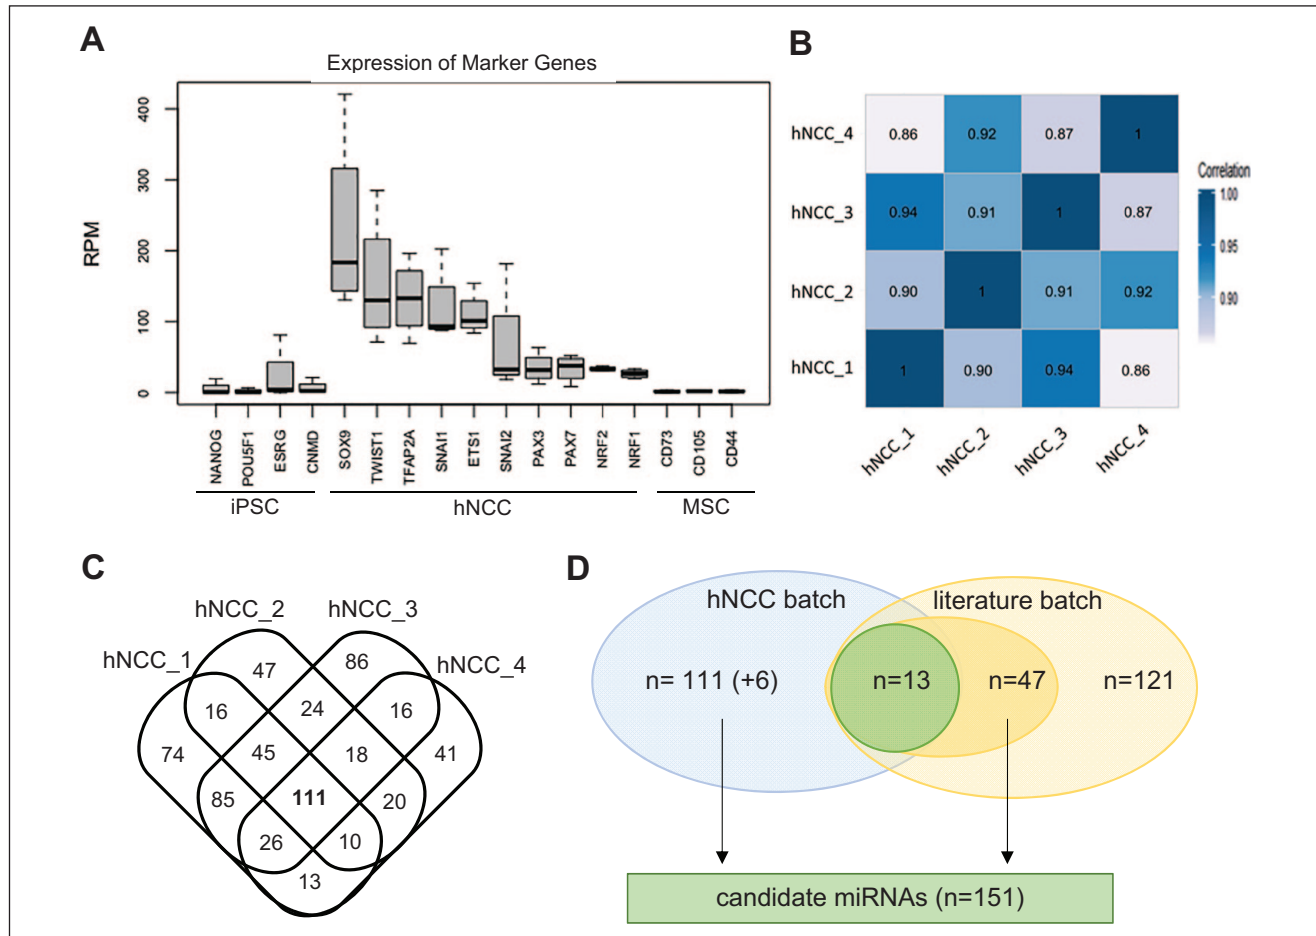 A
Expression of Marker Genes
RPM
400
300
200
100
0
NANOG
POU5F1
ESRG
CNMD
SOX9
TWIST1
TFAP2A
SNAI1
ETS1
SNAI2
PAX3
PAX7
NRF2
NRF1
CD73
CD105
CD44
iPSC
hNCC
MSC
B
hNCC_4
0.86
0.92
0.87
1
hNCC_3
0.94
0.91
1
0.87
hNCC_2
0.90
1
0.91
0.92
hNCC_1
1
0.90
0.94
0.86
hNCC_1
hNCC_2
hNCC_3
hNCC_4
Correlation
1.00
0.95
0.90
C
hNCC_2
hNCC_3
hNCC_1
hNCC_4
47
86
16
24
16
74
45
18
41
85
111
20
26
10
13
D
hNCC batch
literature batch
n= 111 (+6)
n=13
n=47
n=121
candidate miRNAs (n=151)